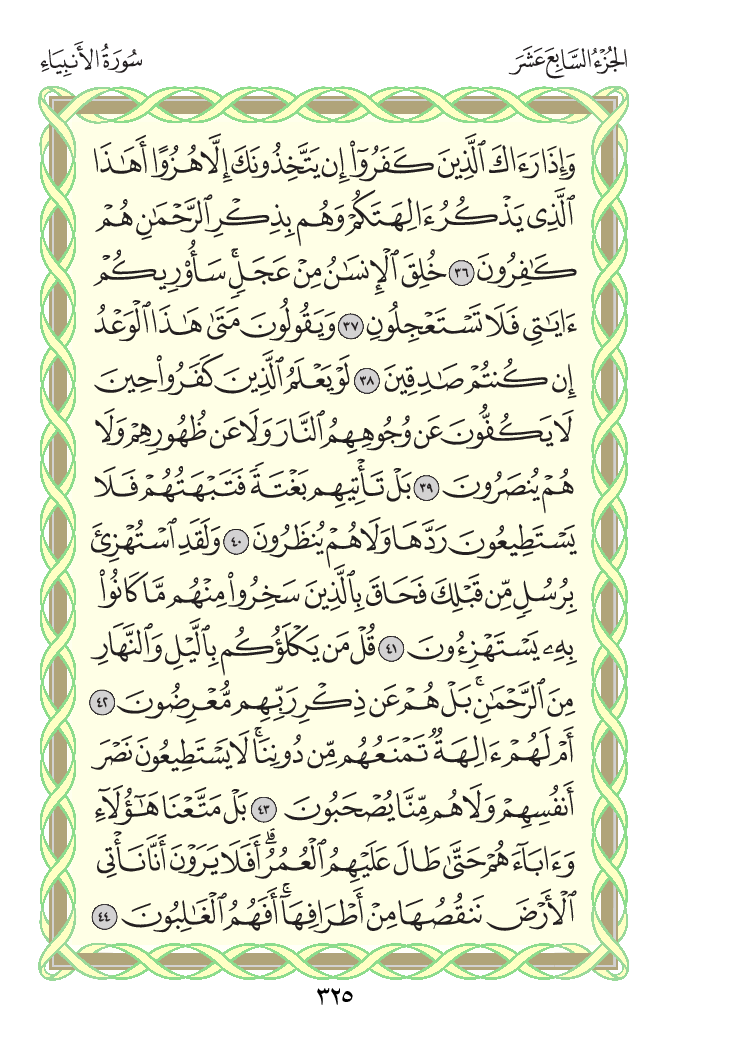 الجُزْءُ السَّابِعَ عَشَرَ
سُورَةُ الأَنبِيَاءِ
وَإِذَا رَءَاكَ ٱلَّذِينَ كَفَرُوٓا۟ إِن يَتَّخِذُونَكَ إِلَّا هُزُوًا أَهَـٰذَا
ٱلَّذِى يَذْكُرُ ءَالِهَتَكُمْ وَهُم بِذِكْرِ ٱلرَّحْمَـٰنِ هُمْ
كَـٰفِرُونَ ٣٦ خُلِقَ ٱلْإِنسَـٰنُ مِنْ عَجَلٍ ۚ سَأُو۟رِيكُمْ
ءَايَـٰتِى فَلَا تَسْتَعْجِلُونِ ٣٧ وَيَقُولُونَ مَتَىٰ هَـٰذَا ٱلْوَعْدُ
إِن كُنتُمْ صَـٰدِقِينَ ٣٨ لَوْ يَعْلَمُ ٱلَّذِينَ كَفَرُوا۟ حِينَ
لَا يَكُفُّونَ عَن وُجُوهِهِمُ ٱلنَّارَ وَلَا عَن ظُهُورِهِمْ وَلَا
هُمْ يُنصَرُونَ ٣٩ بَلْ تَأْتِيهِم بَغْتَةً فَتَبْهَتُهُمْ فَلَا
يَسْتَطِيعُونَ رَدَّهَا وَلَا هُمْ يُنظَرُونَ ٤٠ وَلَقَدِ ٱسْتُهْزِئَ
بِرُسُلٍ مِّن قَبْلِكَ فَحَاقَ بِٱلَّذِينَ سَخِرُوا۟ مِنْهُم مَّا كَانُوا۟
بِهِۦ يَسْتَهْزِءُونَ ٤١ قُلْ مَن يَكْلَؤُكُم بِٱلَّيْلِ وَٱلنَّهَارِ
مِنَ ٱلرَّحْمَـٰنِ ۗ بَلْ هُمْ عَن ذِكْرِ رَبِّهِم مُّعْرِضُونَ ٤٢
أَمْ لَهُمْ ءَالِهَةٌ تَمْنَعُهُم مِّن دُونِنَا ۚ لَا يَسْتَطِيعُونَ نَصْرَ
أَنفُسِهِمْ وَلَا هُم مِّنَّا يُصْحَبُونَ ٤٣ بَلْ مَتَّعْنَا هَـٰٓؤُلَآءِ
وَءَابَآءَهُمْ حَتَّىٰ طَالَ عَلَيْهِمُ ٱلْعُمُرُ ۗ أَفَلَا يَرَوْنَ أَنَّا نَأْتِى
ٱلْأَرْضَ نَنقُصُهَا مِنْ أَطْرَافِهَآ ۚ أَفَهُمُ ٱلْغَـٰلِبُونَ ٤٤
٣٢٥